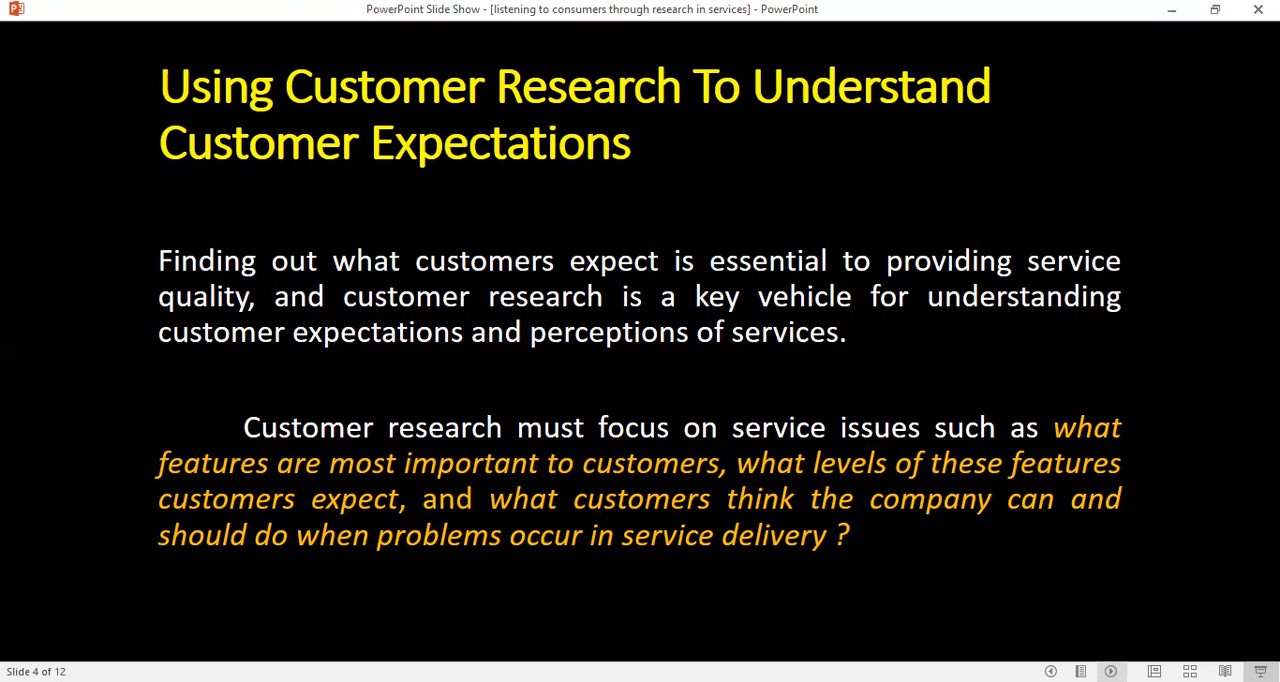 PowerPoint Slide Show - [listening to consumers through research in services] - PowerPoint
Using Customer Research To Understand
Customer Expectations
Finding out what customers expect is essential to providing service
quality, and customer research is a key vehicle for understanding
customer expectations and perceptions of services.
Customer research must focus on service issues such as what
features are most important to customers, what levels of these features
customers expect, and what customers think the company can and
should do when problems occur in service delivery ?
Slide 4 of 12